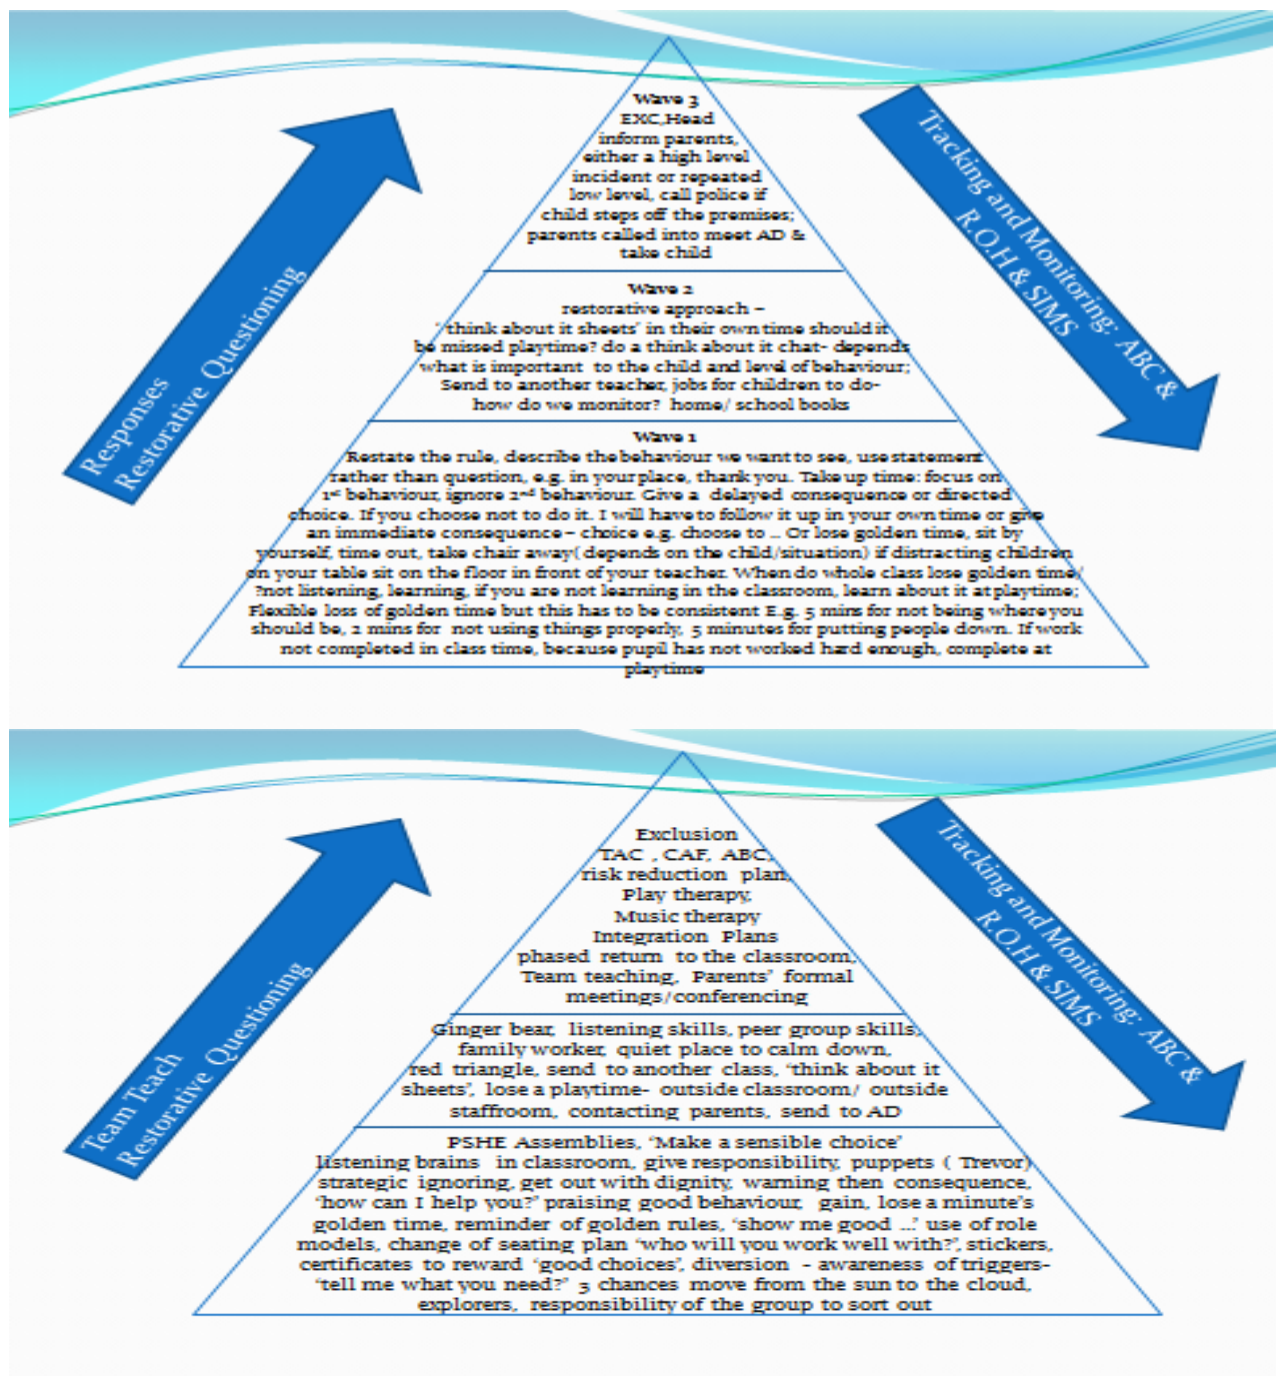 Wave 3
EXC,Head
inform parents,
either a high level
incident or repeated
low level, call police if
child steps off the premises;
parents called into meet AD &
take child
Wave 2
restorative approach –
' think about it sheets' in their own time should it
be missed playtime? do a think about it chat- depends
what is important to the child and level of behaviour;
Send to another teacher, jobs for children to do-
how do we monitor? home/ school books
Wave 1
Restate the rule, describe the behaviour we want to see, use statement
rather than question, e.g. in your place, thank you. Take up time: focus on
1st behaviour, ignore 2nd behaviour. Give a delayed consequence or directed
choice. If you choose not to do it. I will have to follow it up in your own time or give
an immediate consequence – choice e.g. choose to ... Or lose golden time, sit by
yourself, time out, take chair away( depends on the child/situation) if distracting children
on your table sit on the floor in front of your teacher. When do whole class lose golden time/
?not listening, learning, if you are not learning in the classroom, learn about it at playtime;
Flexible loss of golden time but this has to be consistent E.g. 5 mins for not being where you
should be, 2 mins for not using things properly, 5 minutes for putting people down. If work
not completed in class time, because pupil has not worked hard enough, complete at
playtime
Responses
Restorative Questioning
Tracking and Monitoring: ABC &
R.O.H & SIMS
Exclusion
TAC , CAF, ABC,
risk reduction plan,
Play therapy,
Music therapy
Integration Plans
phased return to the classroom,
Team teaching, Parents' formal
meetings/conferencing
Ginger bear, listening skills, peer group skills,
family worker, quiet place to calm down,
red triangle, send to another class, 'think about it
sheets', lose a playtime- outside classroom/ outside
staffroom, contacting parents, send to AD
PSHE Assemblies, 'Make a sensible choice'
listening brains in classroom, give responsibility, puppets ( Trevor)
strategic ignoring, get out with dignity, warning then consequence,
'how can I help you?' praising good behaviour, gain, lose a minute's
golden time, reminder of golden rules, 'show me good ...' use of role
models, change of seating plan 'who will you work well with?', stickers,
certificates to reward 'good choices', diversion - awareness of triggers-
'tell me what you need?' 3 chances move from the sun to the cloud,
explorers, responsibility of the group to sort out
Team Teach
Restorative Questioning
Tracking and Monitoring: ABC &
R.O.H & SIMS